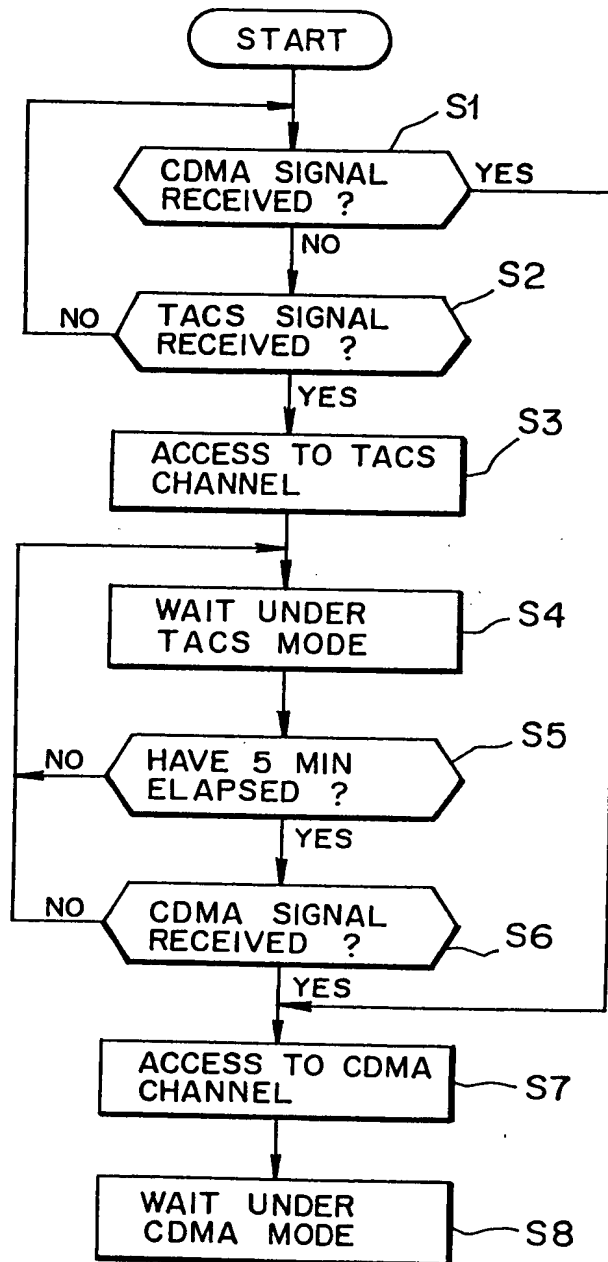 START
S1
CDMA SIGNAL
RECEIVED ?
YES
NO
S2
TACS SIGNAL
RECEIVED ?
NO
YES
S3
ACCESS TO TACS
CHANNEL
WAIT UNDER
TACS MODE
S4
S5
HAVE 5 MIN
ELAPSED ?
NO
YES
CDMA SIGNAL
RECEIVED ?
NO
S6
YES
ACCESS TO CDMA
CHANNEL
S7
WAIT UNDER
CDMA MODE
S8